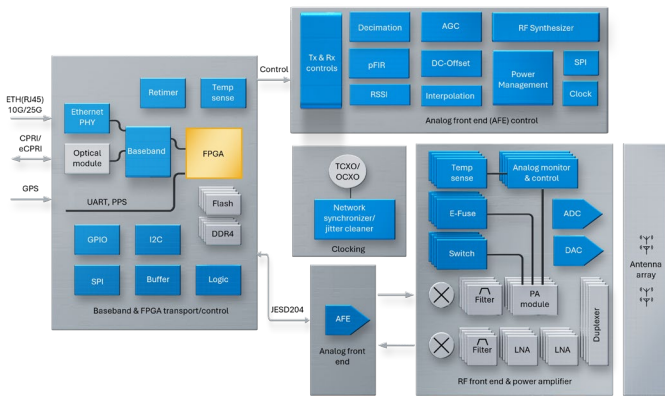 ETH(RJ45)
10G/25G
CPRI/
eCPRI
GPS
Retimer
Temp
sense
Ethernet
PHY
Optical
module
Baseband
FPGA
UART, PPS
Flash
DDR4
GPIO
I2C
SPI
Buffer
Logic
Baseband & FPGA transport/control
Control
Tx & Rx
controls
Decimation
AGC
RF Synthesizer
pFIR
DC-Offset
Power
Management
SPI
RSSI
Interpolation
Clock
Analog front end (AFE) control
TCXO/
OCXO
Network
synchronizer/
jitter cleaner
Clocking
JESD204
AFE
Analog front
end
Temp
sense
Analog monitor
& control
E-Fuse
ADC
Switch
DAC
Filter
PA
module
Duplexer
Filter
LNA
LNA
RF front end & power amplifier
Antenna
array